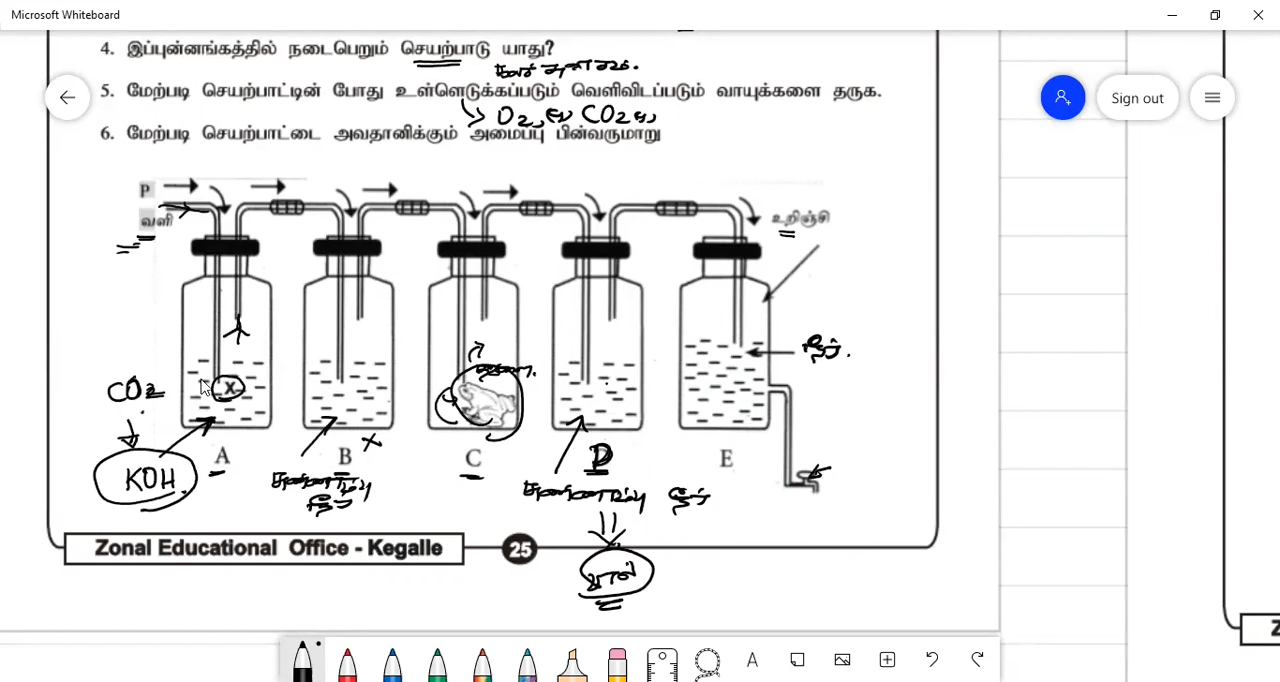 Microsoft Whiteboard
4. இப்புன்னங்கத்தில் நடைபெறும் செயற்பாடு யாது?
5. மேற்படி செயற்பாட்டின் போது உள்ளெடுக்கப்படும் வெளிவிடப்படும் வாயுக்களை தருக.
Sign out
O2, CO2
6. மேற்படி செயற்பாட்டை அவதானிக்கும் அமைப்பு பின்வருமாறு
P
வளி
உறிஞ்சி
நீர்.
CO2
X
KOH
A
B
X
C
D
E
சுண்ணாம்பு நீர்
சுண்ணாம்பு நீர்
பால்
Zonal Educational Office - Kegalle
25
A